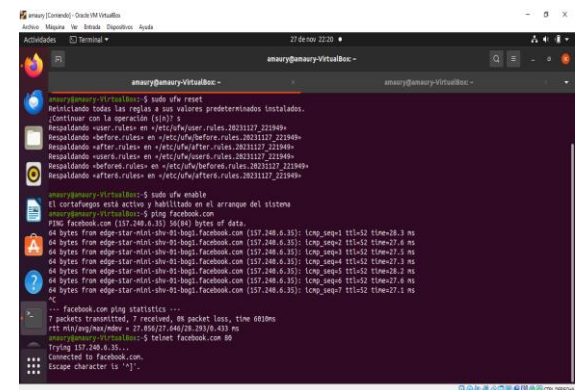 amaury [Corriendo] - Oracle VM VirtualBox
Archivo Máquina Ver Entrada Dispositivos Ayuda
Actividades Terminal 27 de nov 22:20
amaury@amaury-VirtualBox: ~
amaury@amaury-VirtualBox: ~ amaury@amaury-VirtualBox: ~
amaury@amaury-VirtualBox:~$ sudo ufw reset
Reiniciando todas las reglas a sus valores predeterminados instalados.
¿Continuar con la operación (s|n)? s
Respaldando «user.rules» en «/etc/ufw/user.rules.20231127_221949»
Respaldando «before.rules» en «/etc/ufw/before.rules.20231127_221949»
Respaldando «after.rules» en «/etc/ufw/after.rules.20231127_221949»
Respaldando «user6.rules» en «/etc/ufw/user6.rules.20231127_221949»
Respaldando «before6.rules» en «/etc/ufw/before6.rules.20231127_221949»
Respaldando «after6.rules» en «/etc/ufw/after6.rules.20231127_221949»
amaury@amaury-VirtualBox:~$ sudo ufw enable
El cortafuegos está activo y habilitado en el arranque del sistema
amaury@amaury-VirtualBox:~$ ping facebook.com
PING facebook.com (157.240.6.35) 56(84) bytes of data.
64 bytes from edge-star-mini-shv-01-bog1.facebook.com (157.240.6.35): icmp_seq=1 ttl=52 time=28.3 ms
64 bytes from edge-star-mini-shv-01-bog1.facebook.com (157.240.6.35): icmp_seq=2 ttl=52 time=27.6 ms
64 bytes from edge-star-mini-shv-01-bog1.facebook.com (157.240.6.35): icmp_seq=3 ttl=52 time=27.5 ms
64 bytes from edge-star-mini-shv-01-bog1.facebook.com (157.240.6.35): icmp_seq=4 ttl=52 time=27.3 ms
64 bytes from edge-star-mini-shv-01-bog1.facebook.com (157.240.6.35): icmp_seq=5 ttl=52 time=28.2 ms
64 bytes from edge-star-mini-shv-01-bog1.facebook.com (157.240.6.35): icmp_seq=6 ttl=52 time=27.6 ms
64 bytes from edge-star-mini-shv-01-bog1.facebook.com (157.240.6.35): icmp_seq=7 ttl=52 time=27.1 ms
^C
--- facebook.com ping statistics ---
7 packets transmitted, 7 received, 0% packet loss, time 6010ms
rtt min/avg/max/mdev = 27.056/27.646/28.293/0.433 ms
amaury@amaury-VirtualBox:~$ telnet facebook.com 80
Trying 157.240.6.35...
Connected to facebook.com.
Escape character is '^]'.
CTRL DERECHA